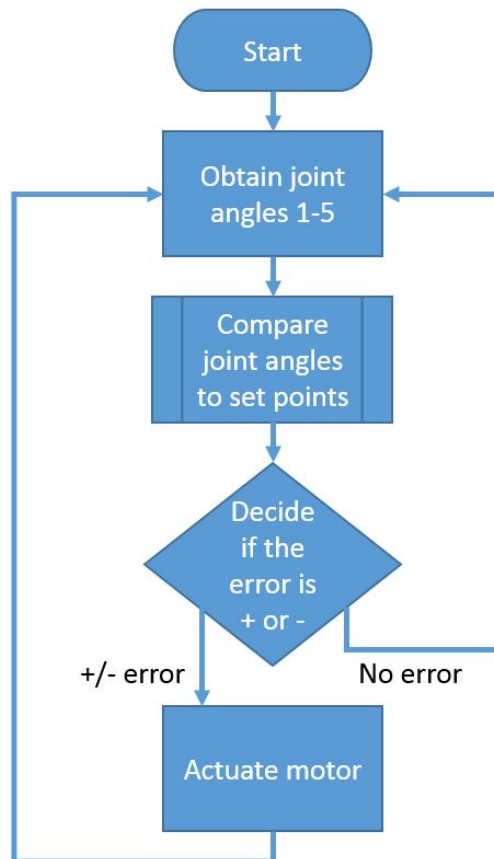 Start
Obtain joint
angles 1-5
Compare
joint angles
to set points
Decide
if the
error is
+ or -
+/- error
No error
Actuate motor